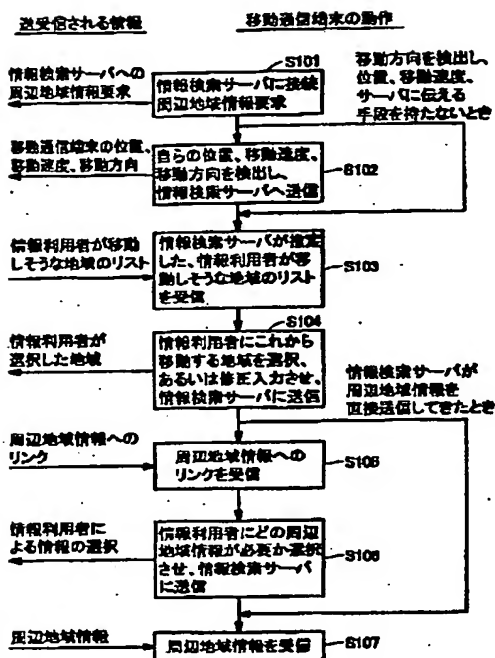 送受信される情報
移動通信端末の動作
情報検索サーバへの
周辺地域情報要求
S101
情報検索サーバに接続
周辺地域情報要求
移動方向を検出し、
位置、移動速度、
サーバに伝える
手段を持たないとき
移動通信端末の位置、
移動速度、移動方向
自らの位置、移動速度、
移動方向を検出し、
情報検索サーバへ送信
S102
情報利用者が移動
しそうな地域のリスト
情報検索サーバが推定
した、情報利用者が移
動しそうな地域のリスト
を受信
S103
S104
情報利用者が
選択した地域
情報利用者にこれから
移動する地域を選択、
あるいは修正入力させ、
情報検索サーバに送信
情報検索サーバが
周辺地域情報を
直接送信してきたとき
周辺地域情報への
リンク
周辺地域情報への
リンクを受信
S105
情報利用者に
よる情報の選択
情報利用者にどの周辺
地域情報が必要か選択
させ、情報検索サーバ
に送信
S106
周辺地域情報
周辺地域情報を受信
S107